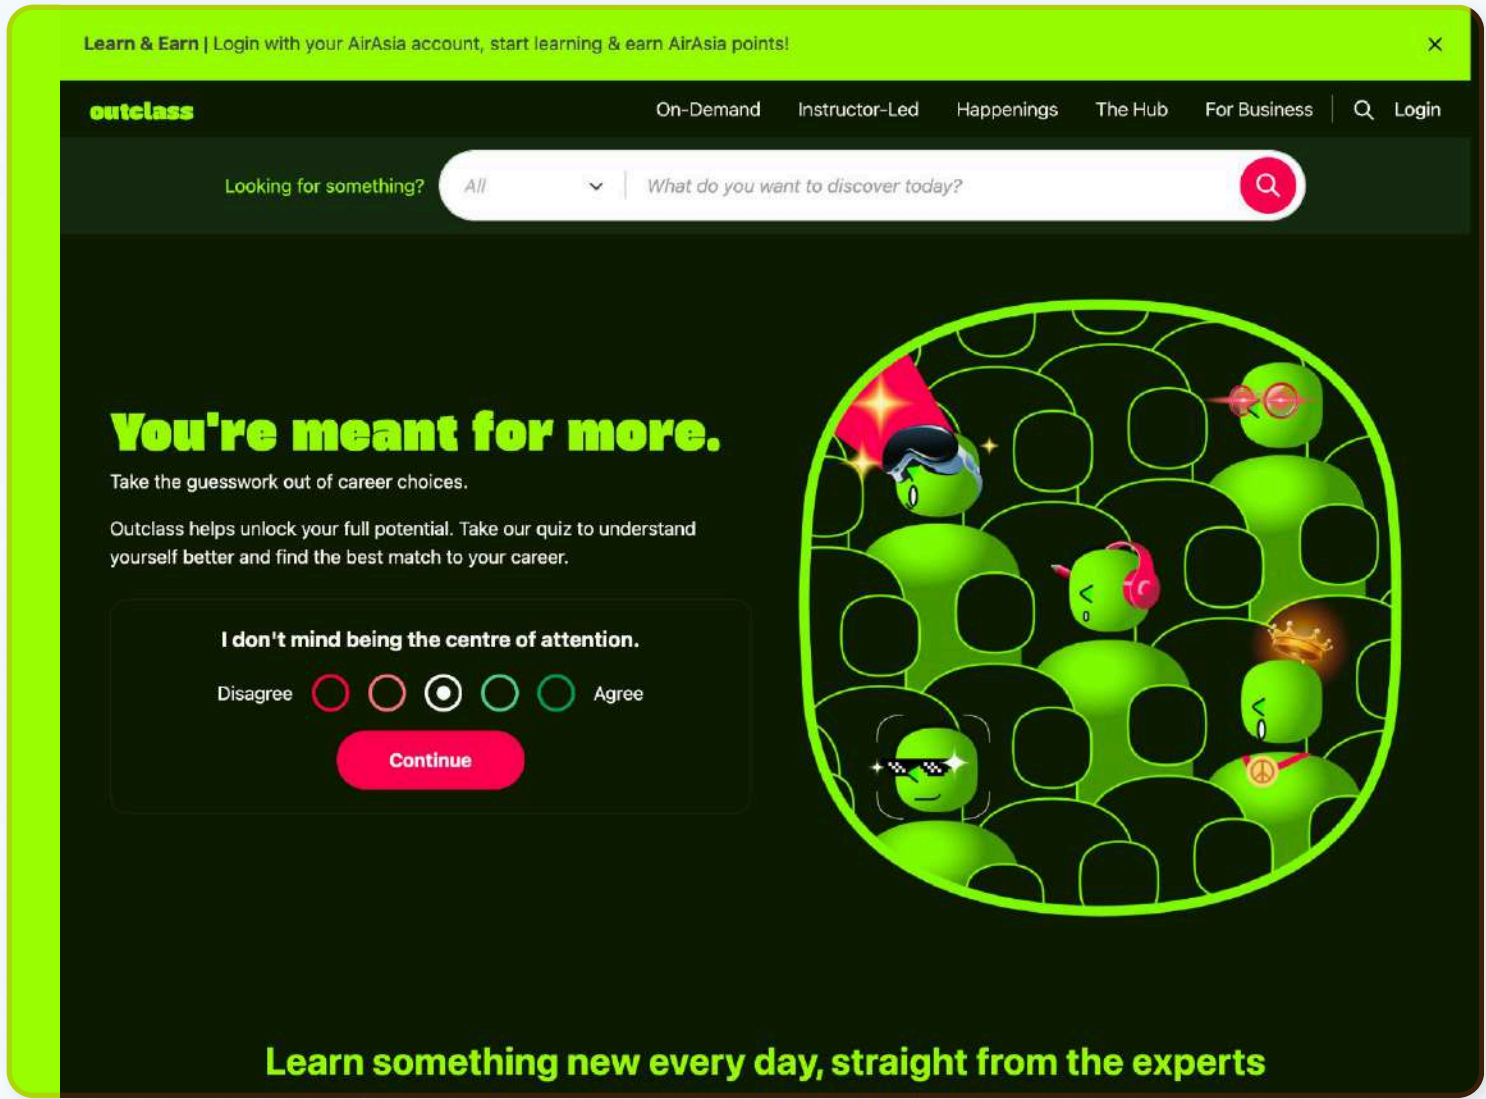 Learn & Earn | Login with your AirAsia account, start learning & earn AirAsia points!
outclass
On-Demand Instructor-Led Happenings The Hub For Business Login
Looking for something? All What do you want to discover today?
You're meant for more.
Take the guesswork out of career choices.
Outclass helps unlock your full potential. Take our quiz to understand
yourself better and find the best match to your career.
I don't mind being the centre of attention.
Disagree Agree
Continue
Learn something new every day, straight from the experts